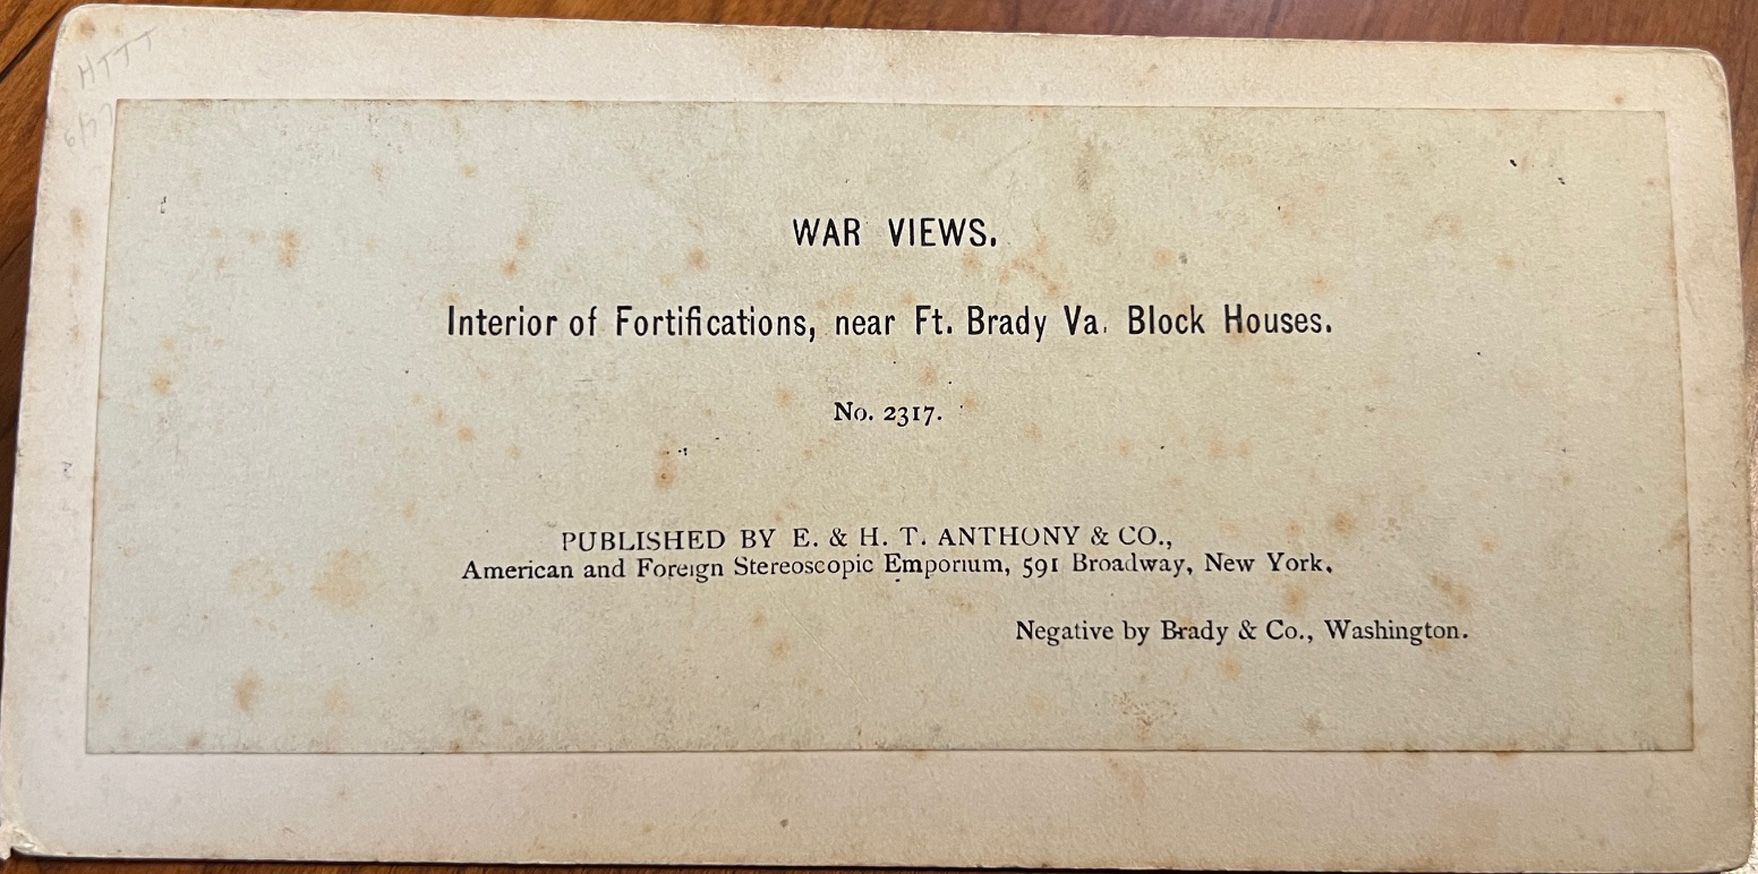 HTT
WAR VIEWS.
Interior of Fortifications, near Ft. Brady Va. Block Houses.
No. 2317.
PUBLISHED BY E. & H. T. ANTHONY & CO.,
American and Foreign Stereoscopic Emporium, 591 Broadway, New York.
Negative by Brady & Co., Washington.